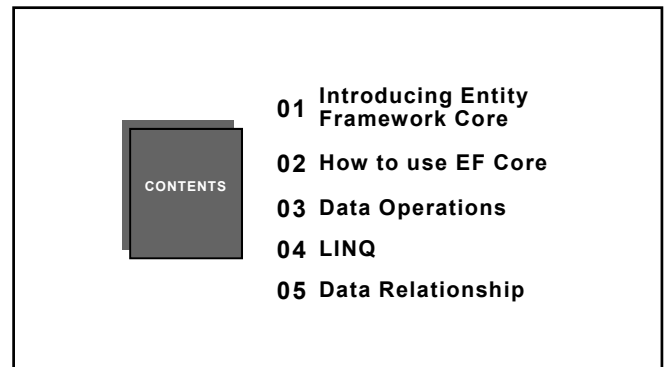 CONTENTS
01 Introducing Entity
Framework Core
02 How to use EF Core
03 Data Operations
04 LINQ
05 Data Relationship